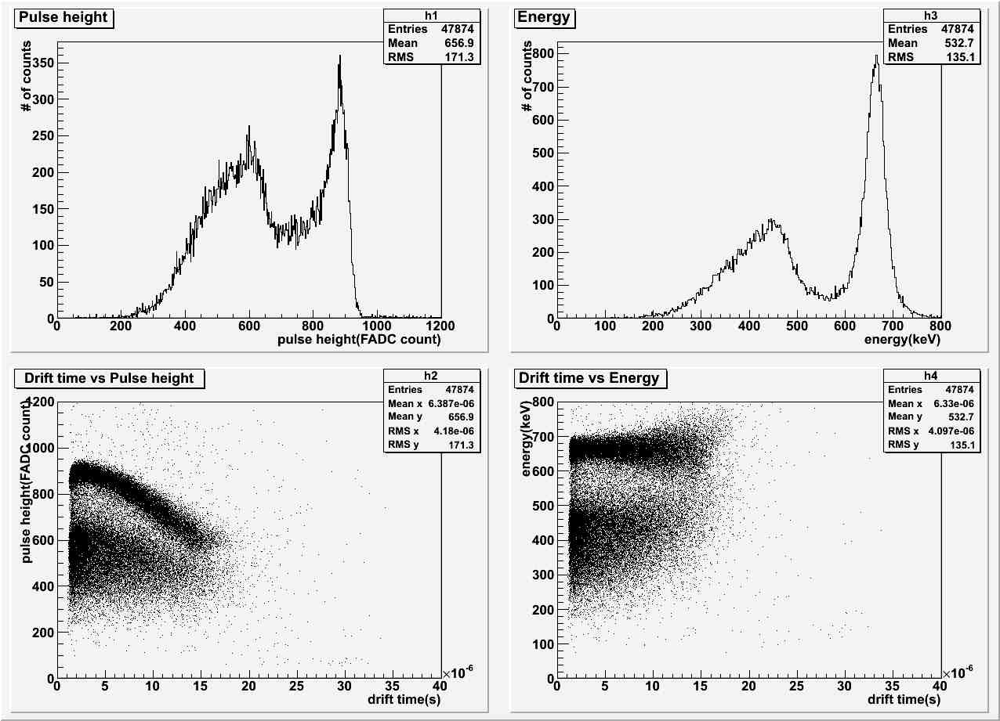 Pulse height
h1
Entries 47874
Mean 656.9
RMS 171.3
# of counts
350
300
250
200
150
100
50
0
0 200 400 600 800 1000 1200
pulse height(FADC count)
Energy
h3
Entries 47874
Mean 532.7
RMS 135.1
# of counts
800
700
600
500
400
300
200
100
0
0 100 200 300 400 500 600 700 800
energy(keV)
Drift time vs Pulse height
h2
Entries 47874
Mean x 6.387e-06
Mean y 656.9
RMS x 4.18e-06
RMS y 171.3
pulse height(FADC count)
1200
1000
800
600
400
200
0
0 5 10 15 20 25 30 35 40
×10-6
drift time(s)
Drift time vs Energy
h4
Entries 47874
Mean x 6.33e-06
Mean y 532.7
RMS x 4.097e-06
RMS y 135.1
energy(keV)
800
700
600
500
400
300
200
100
0
0 5 10 15 20 25 30 35 40
×10-6
drift time(s)